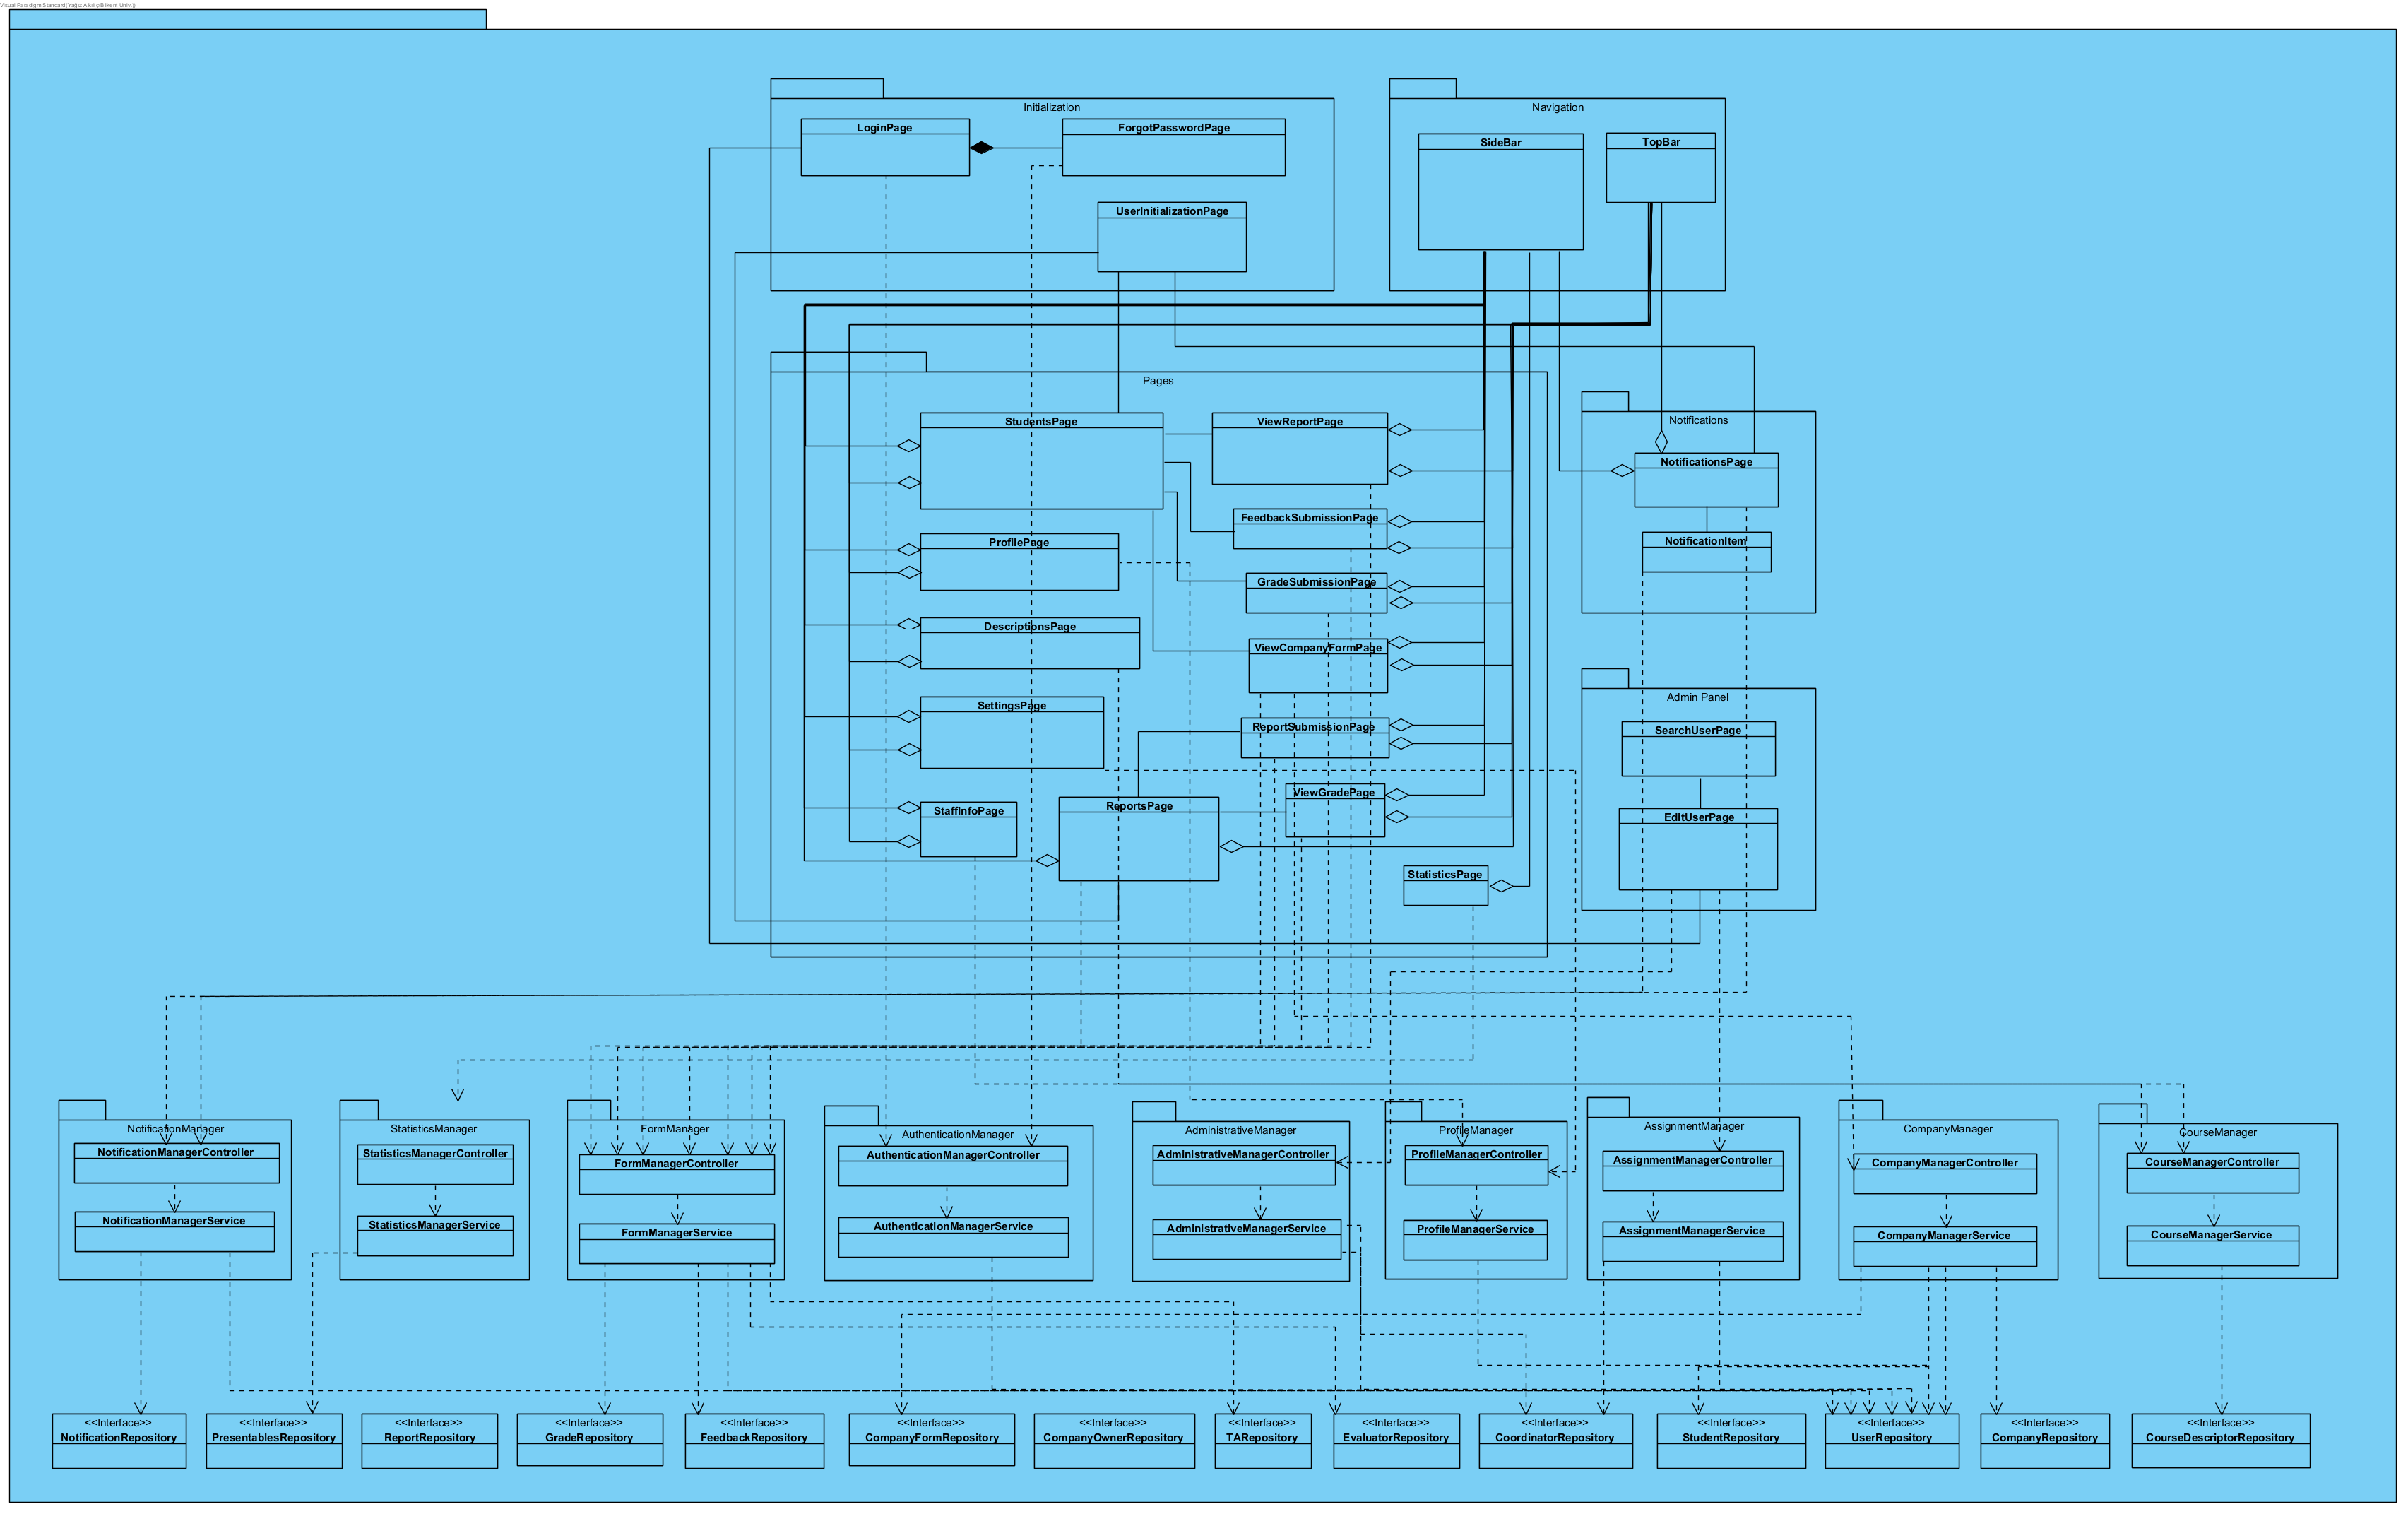 Visual Paradigm Standard(Yağız Alkılıç(Bilkent Univ.))
Initialization
LoginPage
ForgotPasswordPage
UserInitializationPage
Navigation
SideBar
TopBar
Pages
StudentsPage
ViewReportPage
FeedbackSubmissionPage
ProfilePage
GradeSubmissionPage
DescriptionsPage
ViewCompanyFormPage
SettingsPage
ReportSubmissionPage
StaffInfoPage
ReportsPage
ViewGradePage
StatisticsPage
Notifications
NotificationsPage
NotificationItem
Admin Panel
SearchUserPage
EditUserPage
NotificationManager
NotificationManagerController
NotificationManagerService
StatisticsManager
StatisticsManagerController
StatisticsManagerService
FormManager
FormManagerController
FormManagerService
AuthenticationManager
AuthenticationManagerController
AuthenticationManagerService
AdministrativeManager
AdministrativeManagerController
AdministrativeManagerService
ProfileManager
ProfileManagerController
ProfileManagerService
AssignmentManager
AssignmentManagerController
AssignmentManagerService
CompanyManager
CompanyManagerController
CompanyManagerService
CourseManager
CourseManagerController
CourseManagerService
<<Interface>>
NotificationRepository
<<Interface>>
PresentablesRepository
<<Interface>>
ReportRepository
<<Interface>>
GradeRepository
<<Interface>>
FeedbackRepository
<<Interface>>
CompanyFormRepository
<<Interface>>
CompanyOwnerRepository
<<Interface>>
TARepository
<<Interface>>
EvaluatorRepository
<<Interface>>
CoordinatorRepository
<<Interface>>
StudentRepository
<<Interface>>
UserRepository
<<Interface>>
CompanyRepository
<<Interface>>
CourseDescriptorRepository